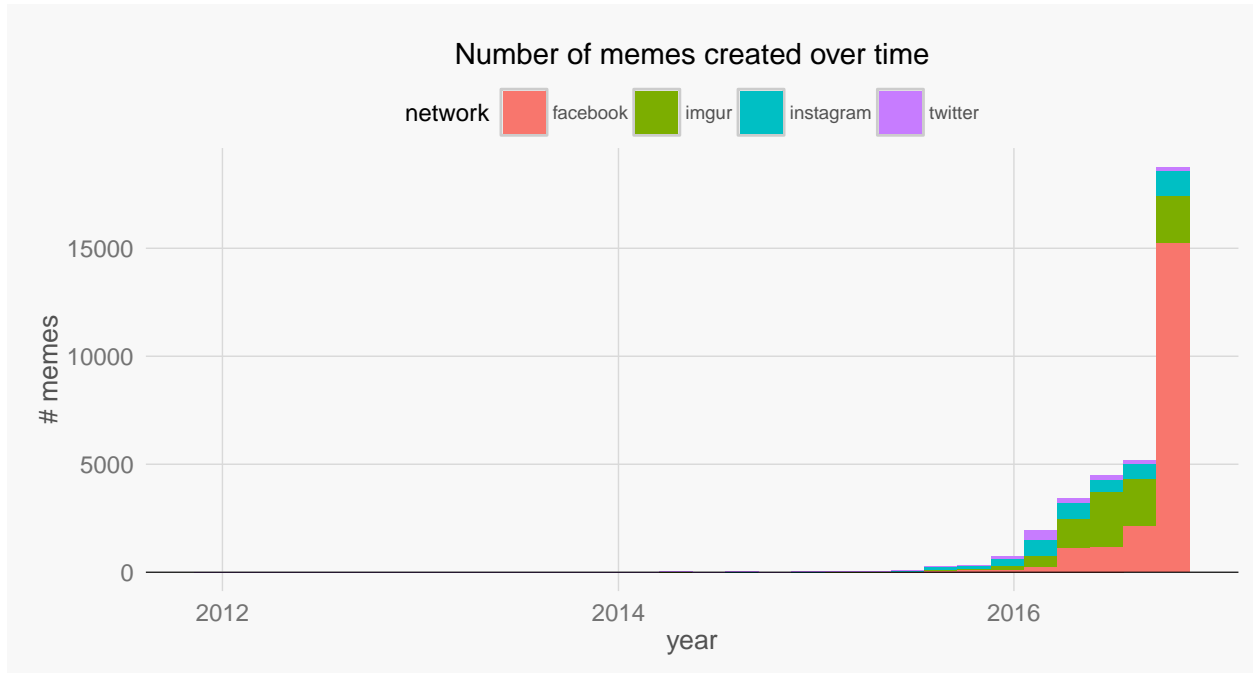 Number of memes created over time
network facebook imgur instagram twitter
15000
10000
5000
0
# memes
2012 2014 2016
year